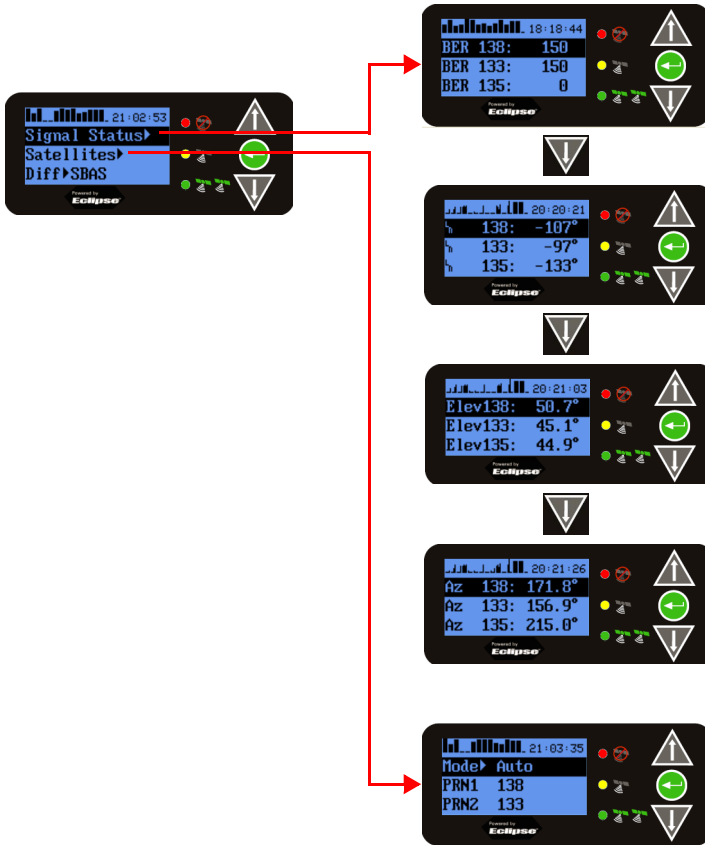 21:02:53
Signal Status
Satellites
Diff SBAS
Powered by
Eclipse
18:18:44
BER 138: 150
BER 133: 150
BER 135: 0
Powered by
Eclipse
20:20:21
138: -107°
133: -97°
135: -133°
Powered by
Eclipse
20:21:03
Elev138: 50.7°
Elev133: 45.1°
Elev135: 44.9°
Powered by
Eclipse
20:21:26
Az 138: 171.8°
Az 133: 156.9°
Az 135: 215.0°
Powered by
Eclipse
21:03:35
Mode Auto
PRN1 138
PRN2 133
Powered by
Eclipse